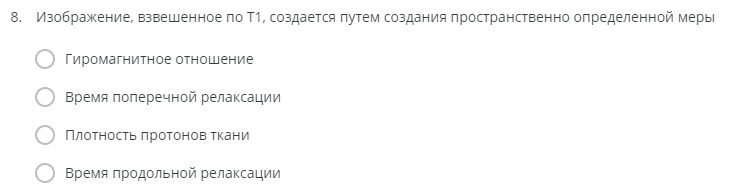 8. Изображение, взвешенное по Т1, создается путем создания пространственно определенной меры
Гиромагнитное отношение
Время поперечной релаксации
Плотность протонов ткани
Время продольной релаксации